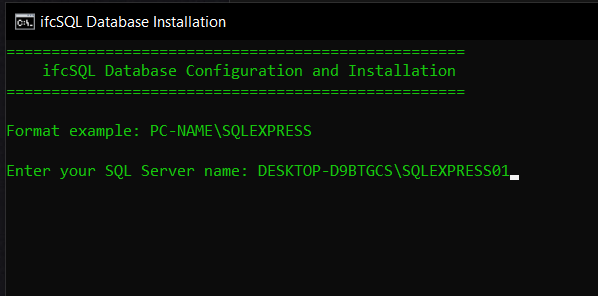 ifcSQL Database Installation
===================================================
ifcSQL Database Configuration and Installation
===================================================
Format example: PC-NAME\SQLEXPRESS
Enter your SQL Server name: DESKTOP-D9BTGCS\SQLEXPRESS01